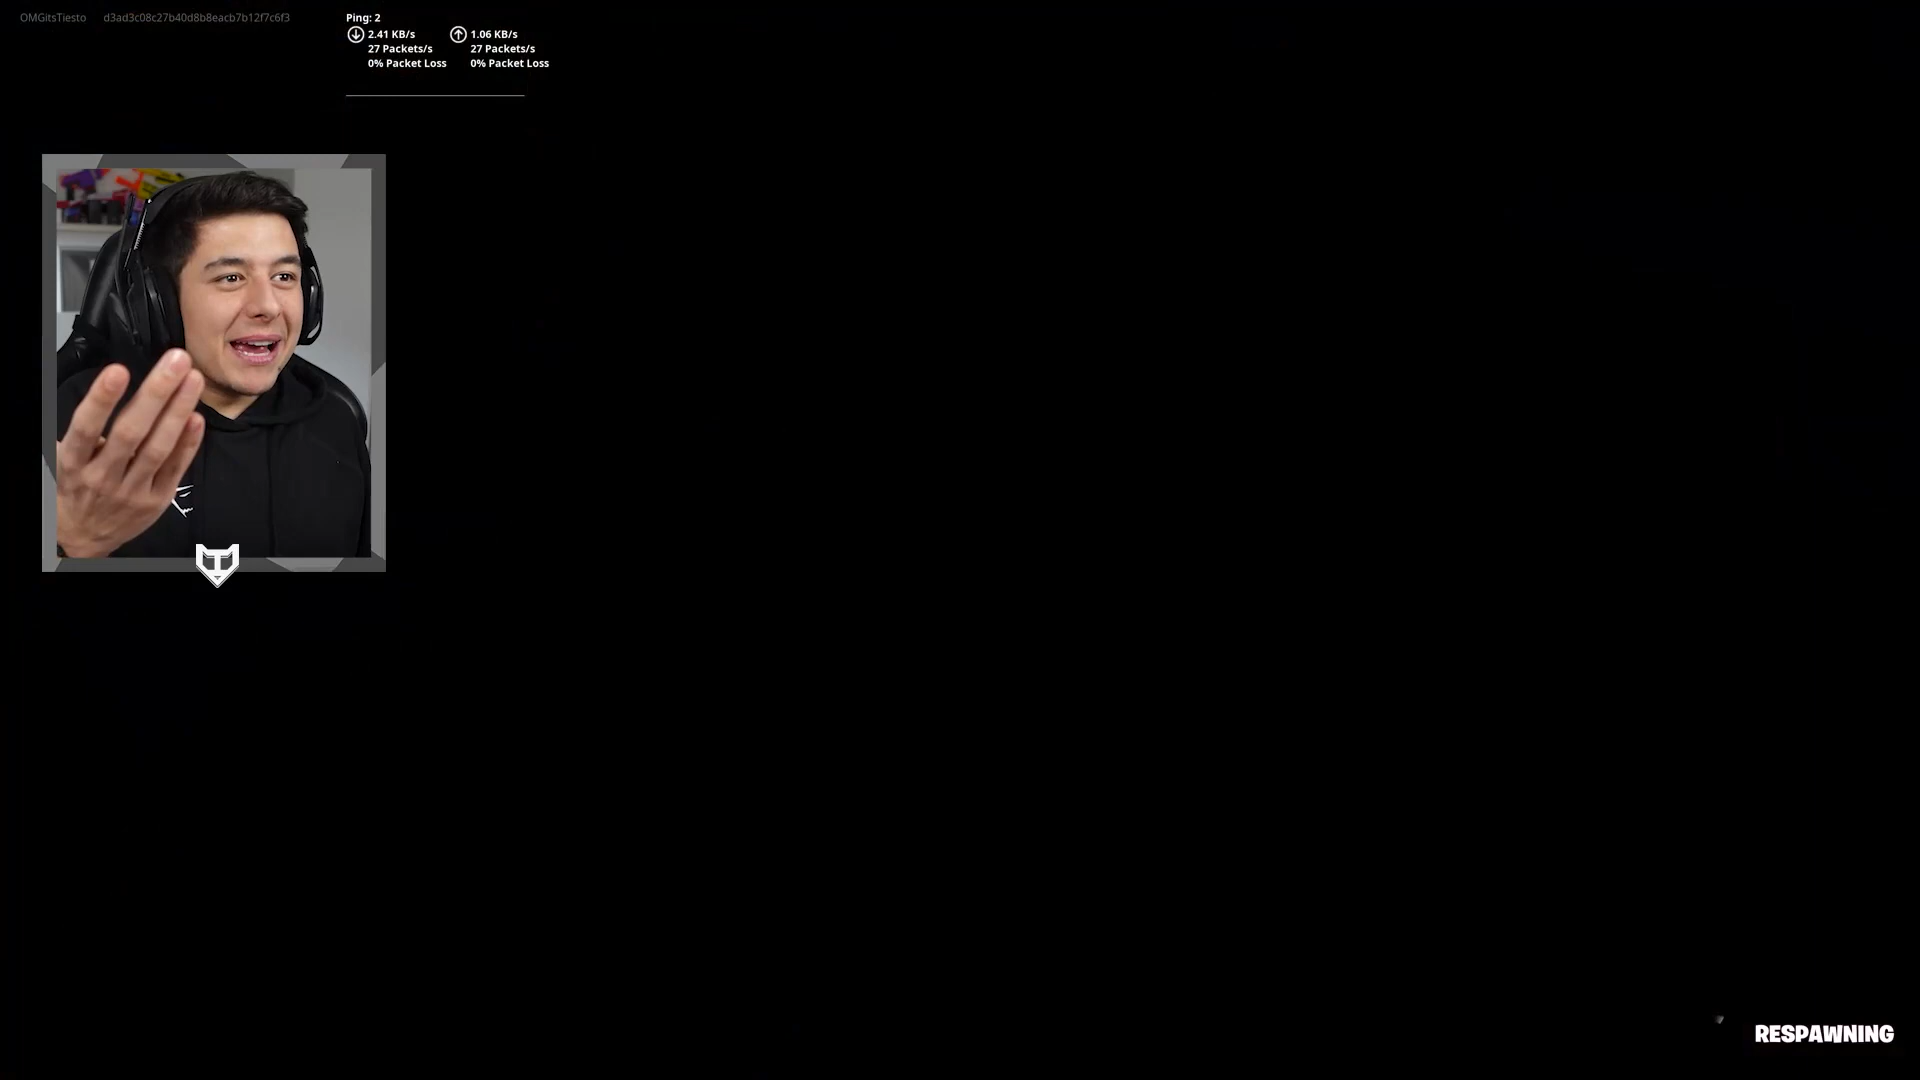 OMGitsTiesto d3ad3c08c27b40d8b8eacb7b12f7c6f3
Ping: 2
2.41 KB/s 1.06 KB/s
27 Packets/s 27 Packets/s
0% Packet Loss 0% Packet Loss
RESPAWNING